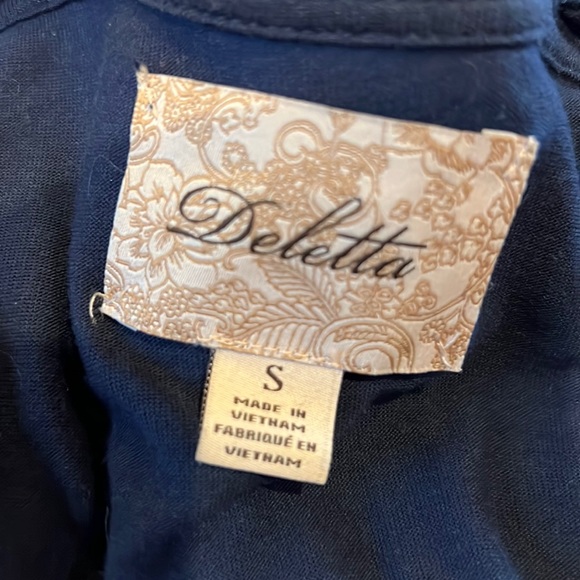 Deletta
S
MADE IN
VIETNAM
FABRIQUÉ EN
VIETNAM